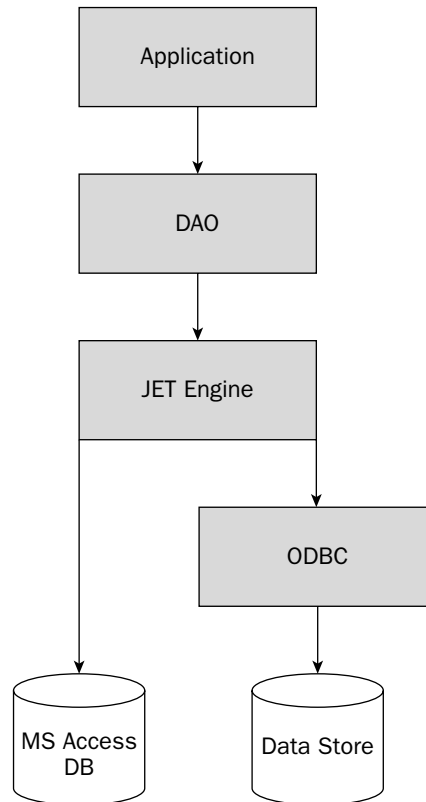 Application
DAO
JET Engine
ODBC
MS Access
DB
Data Store